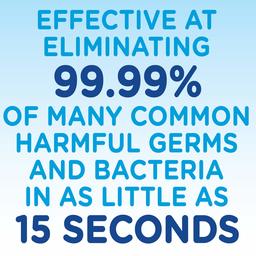 EFFECTIVE AT
ELIMINATING
99.99%
OF MANY COMMON
HARMFUL GERMS
AND BACTERIA
IN AS LITTLE AS
15 SECONDS